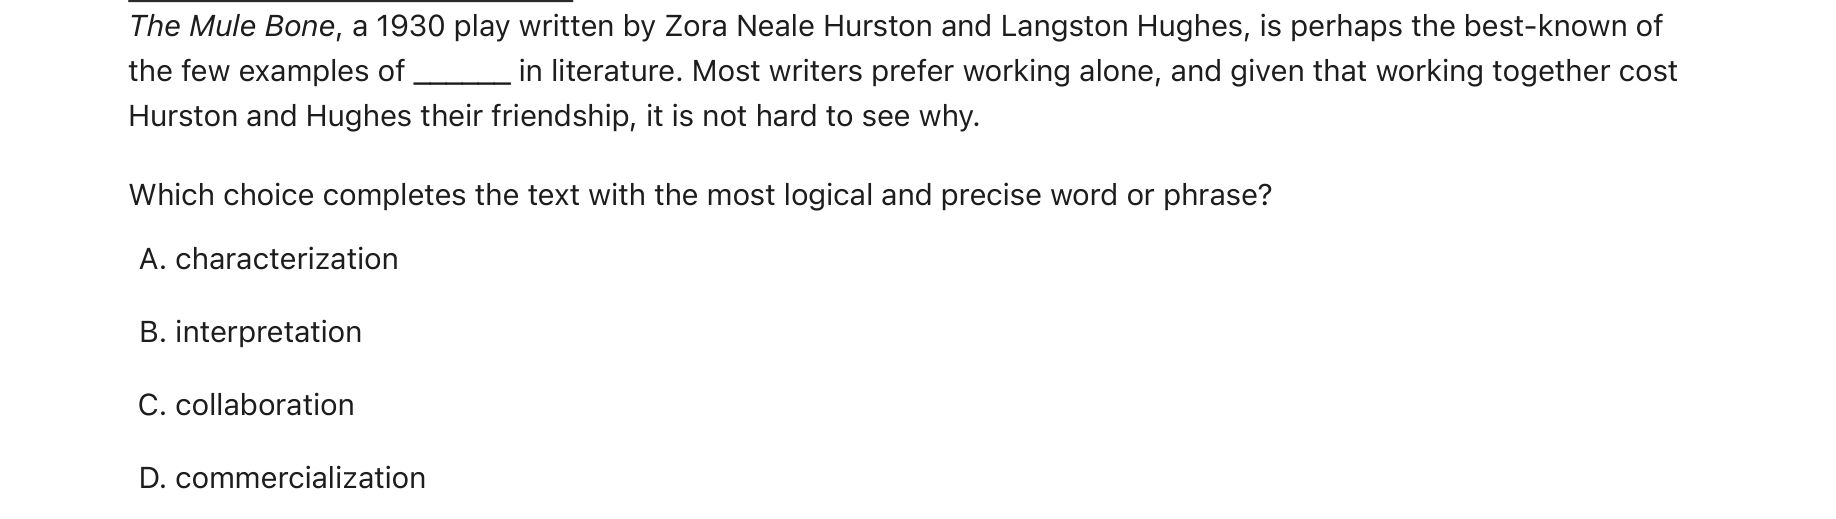 The Mule Bone, a 1930 play written by Zora Neale Hurston and Langston Hughes, is perhaps the best-known of
the few examples of ______ in literature. Most writers prefer working alone, and given that working together cost
Hurston and Hughes their friendship, it is not hard to see why.
Which choice completes the text with the most logical and precise word or phrase?
A. characterization
B. interpretation
C. collaboration
D. commercialization